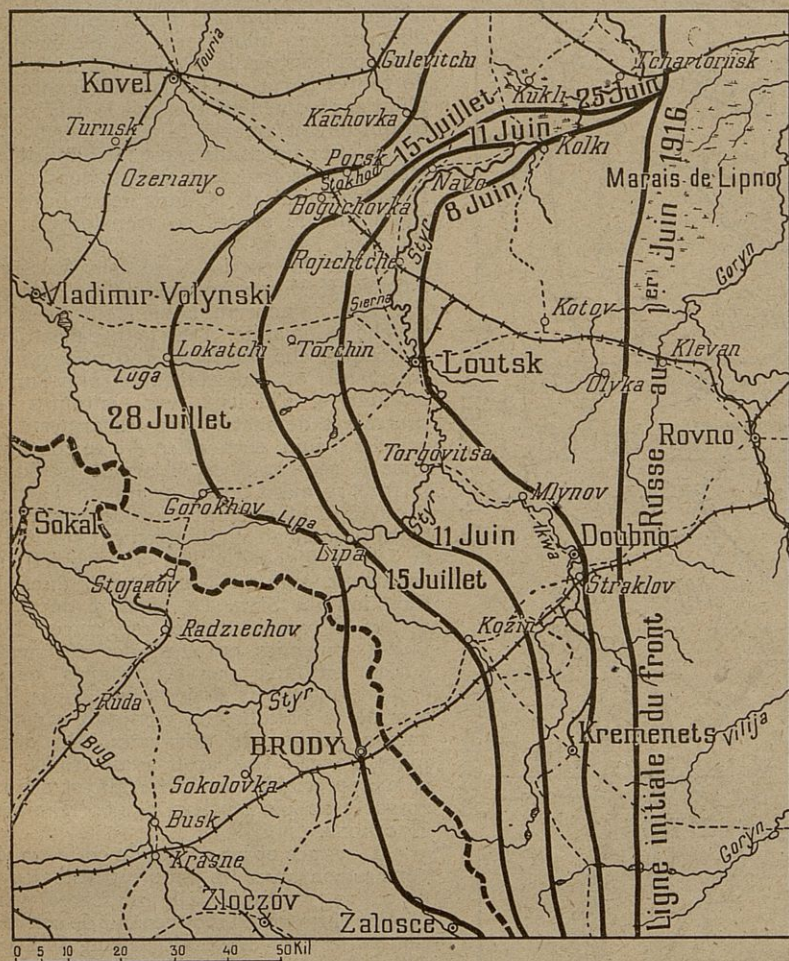 Touria
Gulevitchi
Tchartoriisk
Kovel
Kukli
25 Juin
Kachovka
15 Juillet
11 Juin
Turiisk
Kolki
Porsk
Stokhod
Ozeriany
Navo
Marais de Lipno
Boguchovka
8 Juin
Styr
Rojichtche
Goryn
Vladimir-Volynski
Sierna
Kotov
Lokatchi
Torchin
Loutsk
Klevan
Luga
Olyka
28 Juillet
Rovno
Torgovitsa
Gorokhov
Mlynov
Sokal
Lipa
Styr
11 Juin
Ikwa
Doubno
Lipa
Stojanov
15 Juillet
Straklov
Radziechov
Kozin
Ruda
Styr
Kremenets
Vilija
Bug
BRODY
Sokolovka
Busk
Krasne
Goryn
Zloczov
Zalosce
Ligne initiale du front Russe au 1er Juin 1916
0 5 10 20 30 40 50 Kil